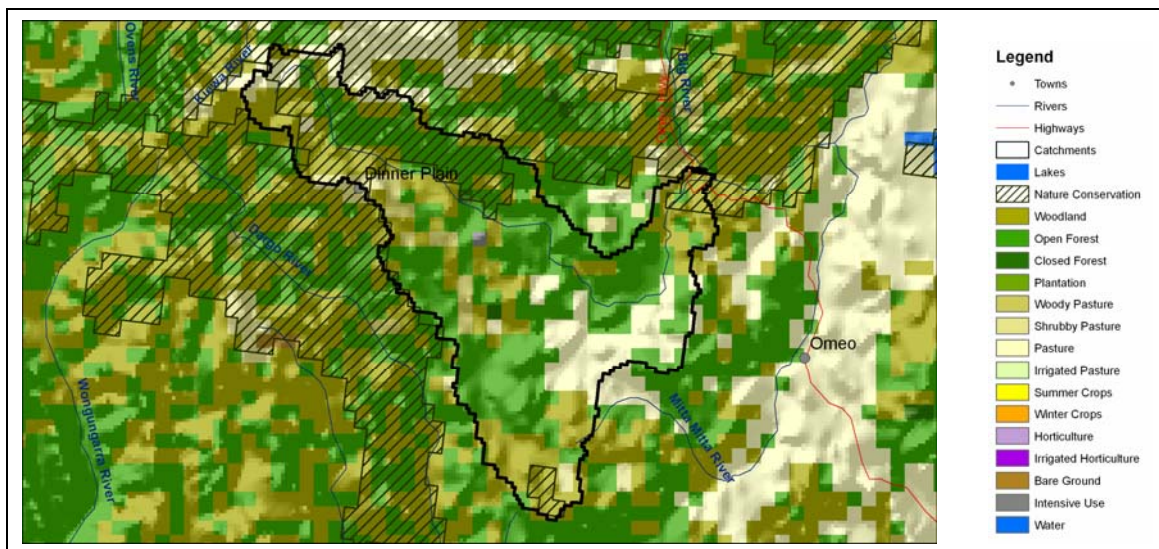 Ovens River
Kiewa River
Big River
Dinner Plain
Dargo River
Omeo
Wongungarra River
Mitta Mitta River
Legend
Towns
Rivers
Highways
Catchments
Lakes
Nature Conservation
Woodland
Open Forest
Closed Forest
Plantation
Woody Pasture
Shrubby Pasture
Pasture
Irrigated Pasture
Summer Crops
Winter Crops
Horticulture
Irrigated Horticulture
Bare Ground
Intensive Use
Water